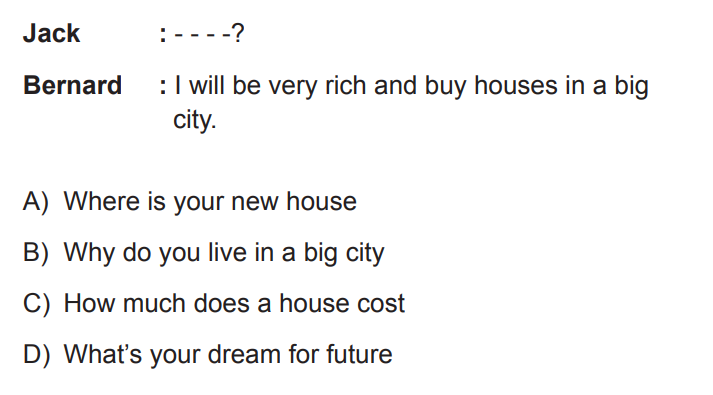 Jack : - - - -?
Bernard : I will be very rich and buy houses in a big
city.
A) Where is your new house
B) Why do you live in a big city
C) How much does a house cost
D) What’s your dream for future